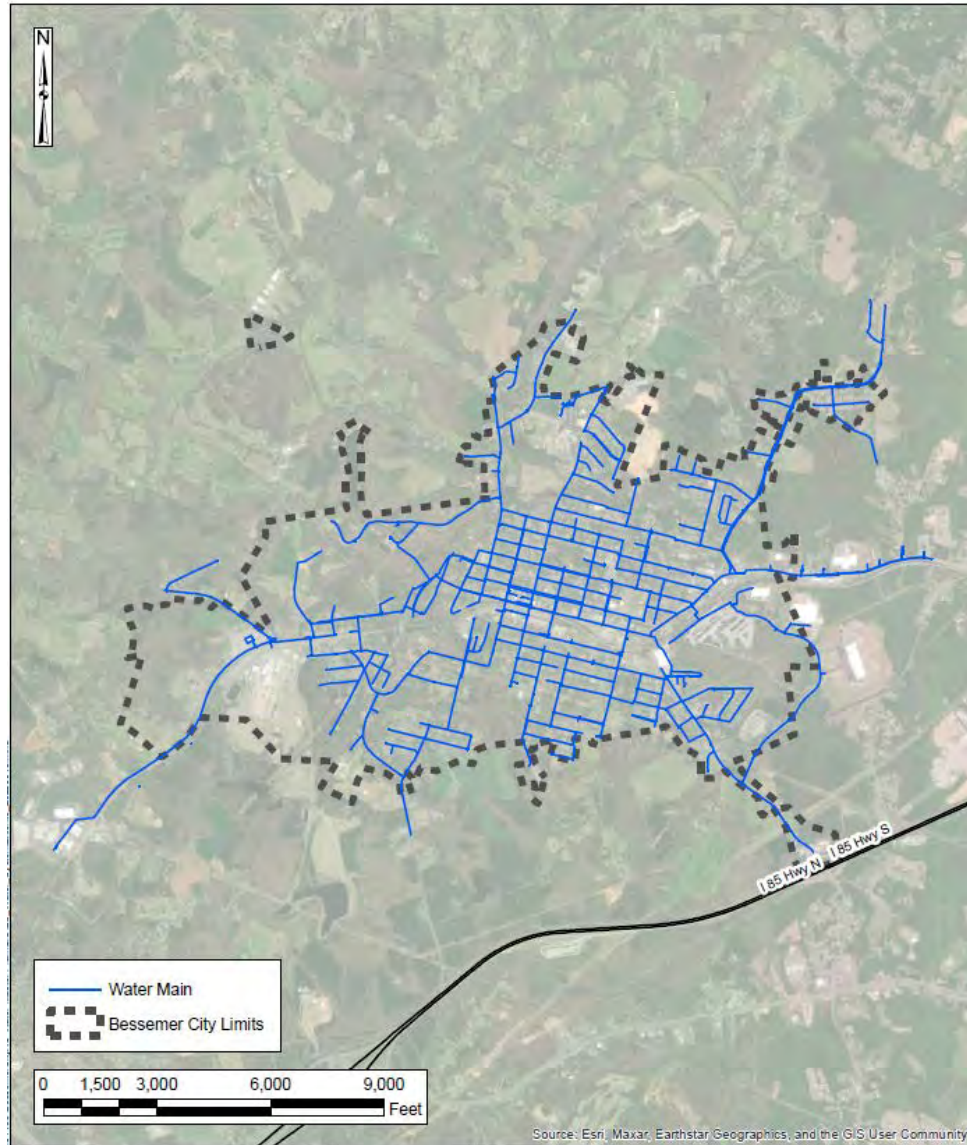 N
I 85 Hwy N
I 85 Hwy S
Water Main
Bessemer City Limits
0 1,500 3,000 6,000 9,000
Feet
Source: Esri, Maxar, Earthstar Geographics, and the GIS User Community